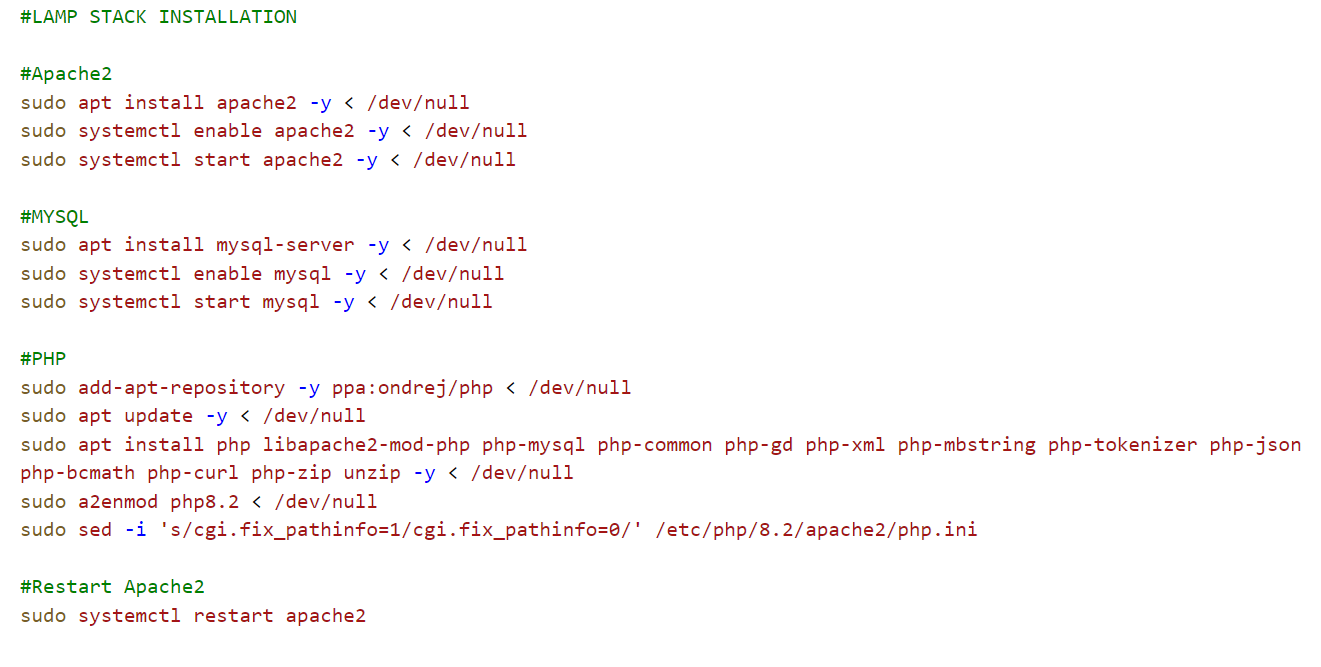 #LAMP STACK INSTALLATION
#Apache2
sudo apt install apache2 -y < /dev/null
sudo systemctl enable apache2 -y < /dev/null
sudo systemctl start apache2 -y < /dev/null
#MYSQL
sudo apt install mysql-server -y < /dev/null
sudo systemctl enable mysql -y < /dev/null
sudo systemctl start mysql -y < /dev/null
#PHP
sudo add-apt-repository -y ppa:ondrej/php < /dev/null
sudo apt update -y < /dev/null
sudo apt install php libapache2-mod-php php-mysql php-common php-gd php-xml php-mbstring php-tokenizer php-json
php-bcmath php-curl php-zip unzip -y < /dev/null
sudo a2enmod php8.2 < /dev/null
sudo sed -i 's/cgi.fix_pathinfo=1/cgi.fix_pathinfo=0/' /etc/php/8.2/apache2/php.ini
#Restart Apache2
sudo systemctl restart apache2